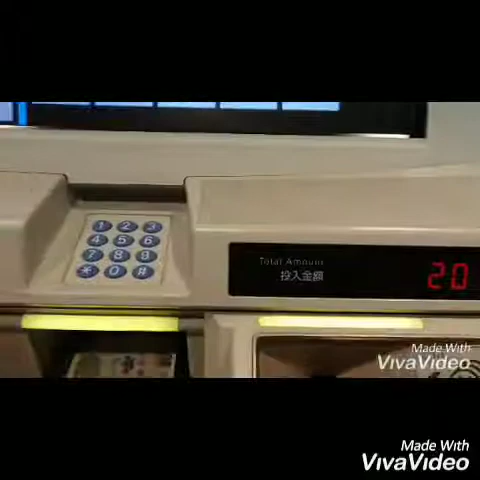 1 2 3
4 5 6
7 8 9
* 0 #
Total Amount
投入金額
20
Made With
VivaVideo
Made With
VivaVideo